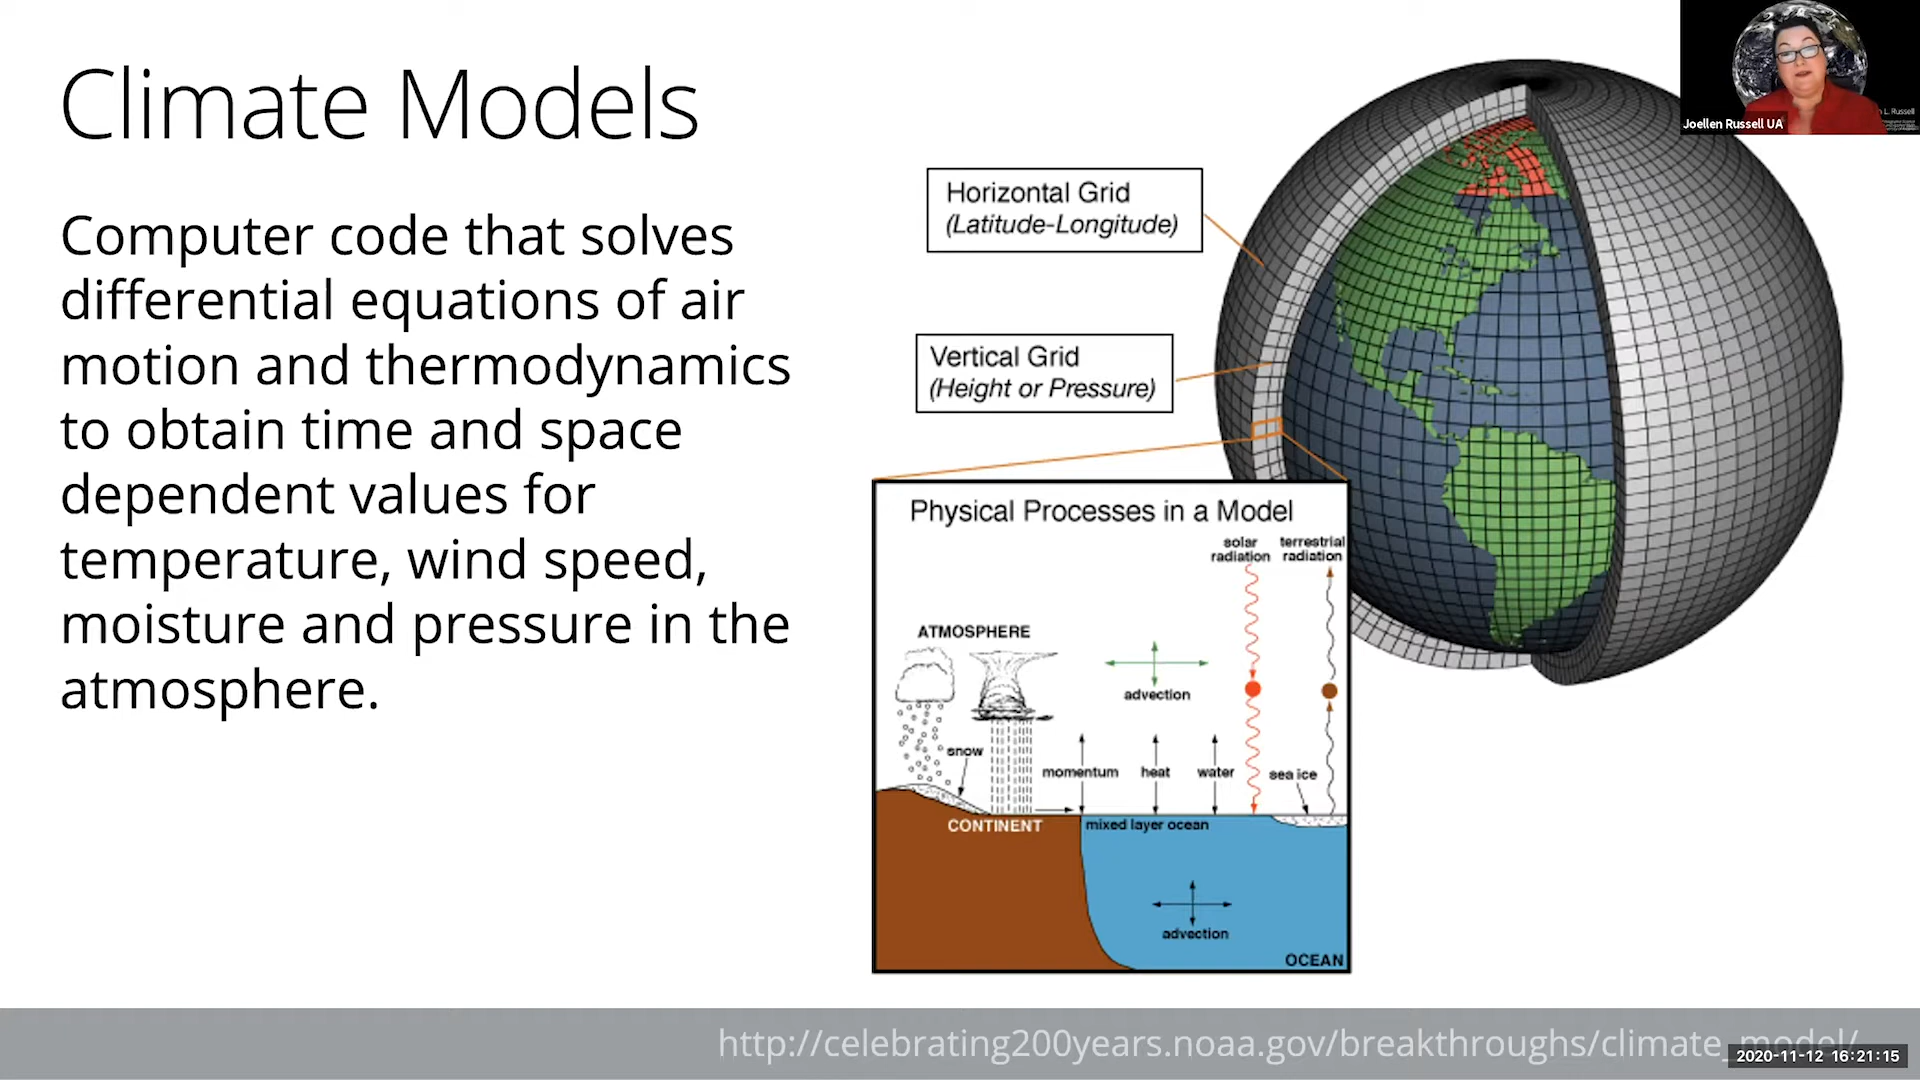 Climate Models
Computer code that solves
differential equations of air
motion and thermodynamics
to obtain time and space
dependent values for
temperature, wind speed,
moisture and pressure in the
atmosphere.
Horizontal Grid
(Latitude-Longitude)
Vertical Grid
(Height or Pressure)
Physical Processes in a Model
solar
radiation
terrestrial
radiation
ATMOSPHERE
advection
snow
momentum
heat
water
sea ice
CONTINENT
mixed layer ocean
advection
OCEAN
L. Russell
Joellen Russell UA
http://celebrating200years.noaa.gov/breakthroughs/climate_model/
2020-11-12 16:21:15